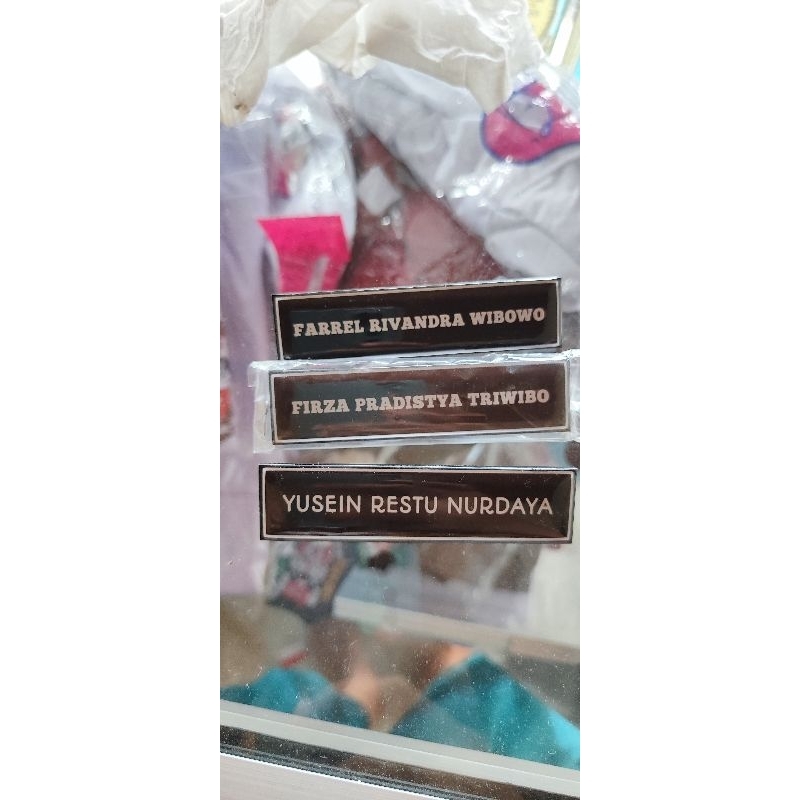 FARREL RIVANDRA WIBOWO
FIRZA PRADISTYA TRIWIBO
YUSEIN RESTU NURDAYA